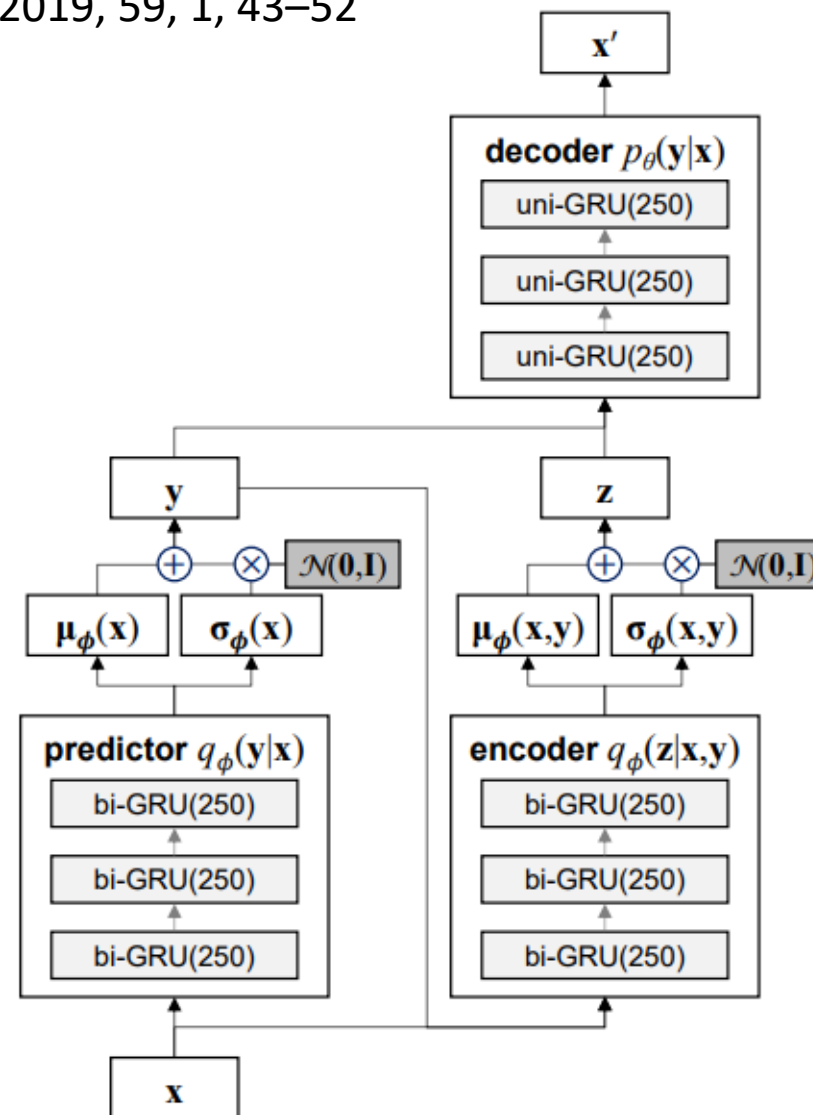 2019, 59, 1, 43–52
x′
decoder pθ(y|x)
uni-GRU(250)
uni-GRU(250)
uni-GRU(250)
y
z
+ × 𝒩(0,I)
+ × 𝒩(0,I)
μϕ(x) σϕ(x)
μϕ(x,y) σϕ(x,y)
predictor qϕ(y|x)
bi-GRU(250)
bi-GRU(250)
bi-GRU(250)
encoder qϕ(z|x,y)
bi-GRU(250)
bi-GRU(250)
bi-GRU(250)
x